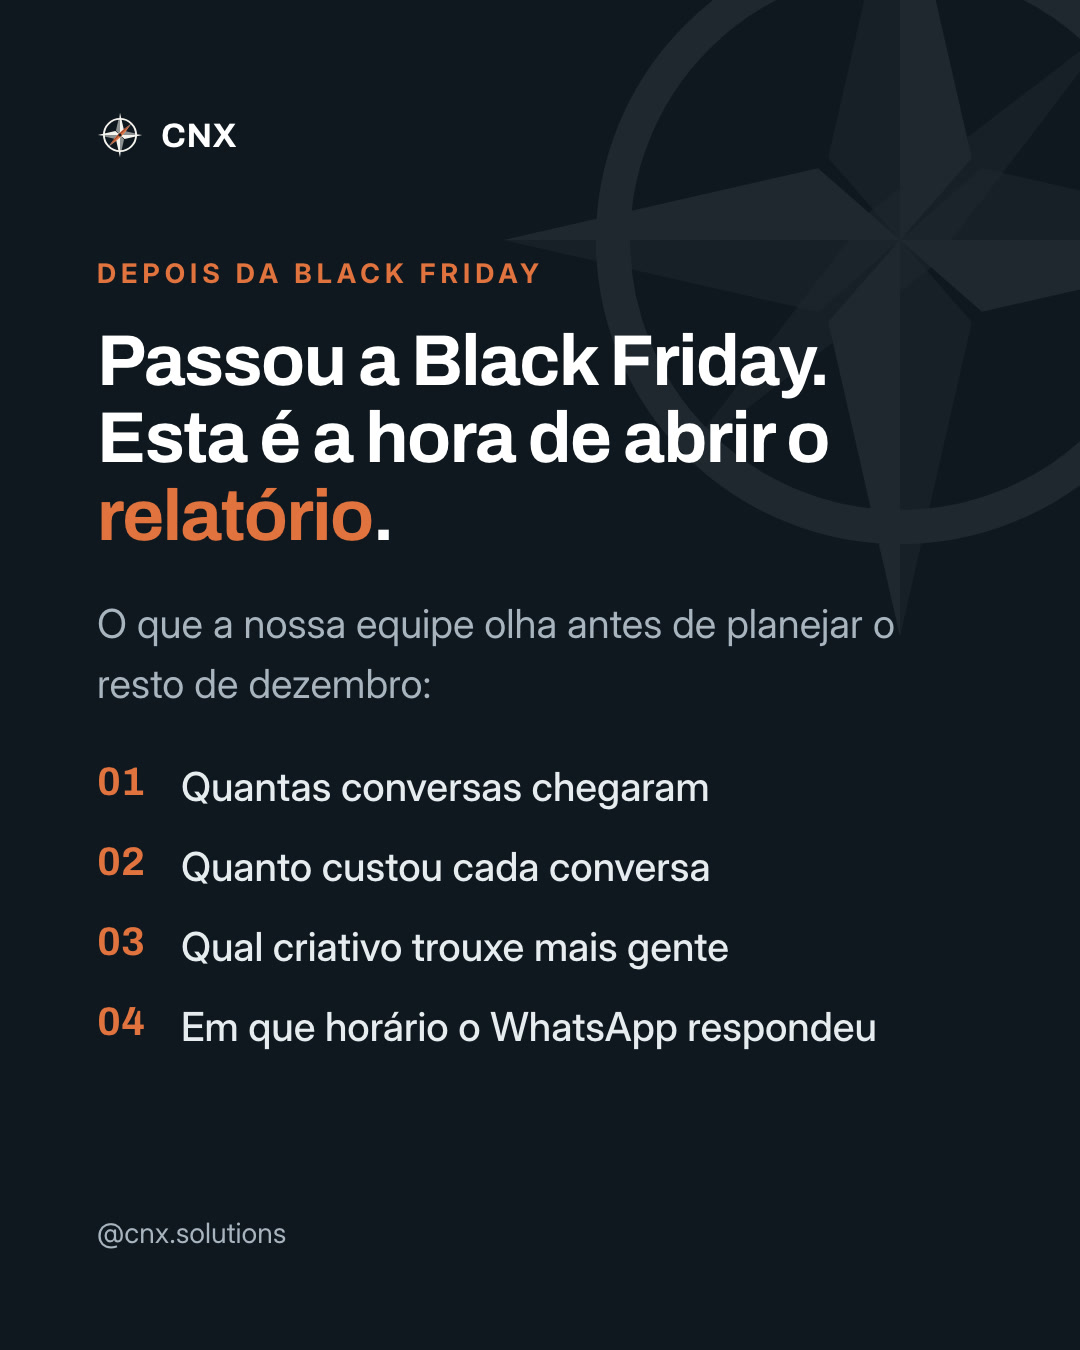 CNX
DEPOIS DA BLACK FRIDAY
Passou a Black Friday.
Esta é a hora de abrir o
relatório.
O que a nossa equipe olha antes de planejar o
resto de dezembro:
01 Quantas conversas chegaram
02 Quanto custou cada conversa
03 Qual criativo trouxe mais gente
04 Em que horário o WhatsApp respondeu
@cnx.solutions